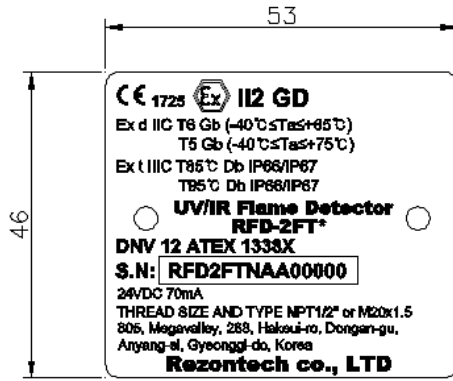 53
46
CE 1725 Ex II2 GD
Ex d IIC T6 Gb (-40℃≤Ta≤+65℃)
T5 Gb (-40℃≤Ta≤+75℃)
Ex t IIIC T85℃ Db IP66/IP67
T95℃ Db IP66/IP67
UV/IR Flame Detector
RFD-2FT*
DNV 12 ATEX 1338X
S.N: RFD2FTNAA00000
24VDC 70mA
THREAD SIZE AND TYPE NPT1/2" or M20x1.5
805, Megavalley, 268, Hakeui-ro, Dongan-gu,
Anyang-si, Gyeonggi-do, Korea
Rezontech co., LTD